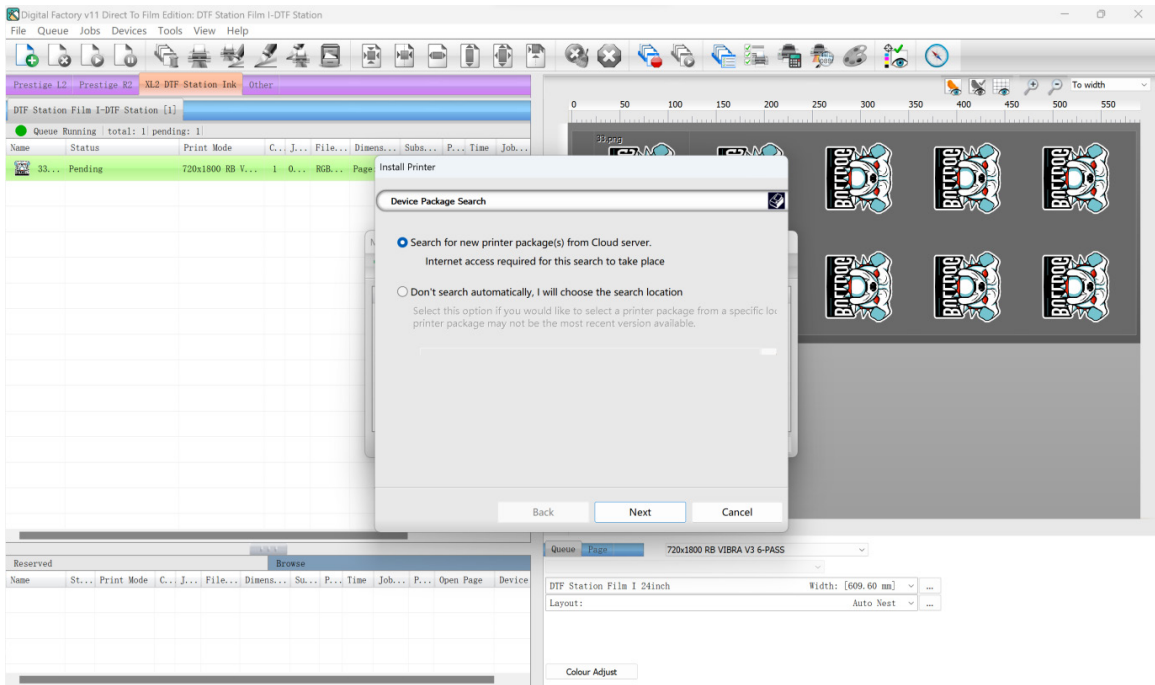 Digital Factory v11 Direct To Film Edition: DTF Station Film I-DTF Station
File Queue Jobs Devices Tools View Help
Prestige L2 Prestige R2 XL2 DTF Station Ink Other
To width
DTF Station Film I-DTF Station [1]
0 50 100 150 200 250 300 350 400 450 500 550
Queue Running total: 1 pending: 1
33.png
Name Status Print Mode C... J... File... Dimens... Subs... P... Time Job...
33... Pending 720x1800 RB V... 1 0... RGB... Page
BULLDOG BULLDOG BULLDOG
Install Printer
Device Package Search
Search for new printer package(s) from Cloud server.
Internet access required for this search to take place
Don't search automatically, I will choose the search location
Select this option if you would like to select a printer package from a specific loc
printer package may not be the most recent version available.
BULLDOG BULLDOG BULLDOG
Back Next Cancel
Queue Page 720x1800 RB VIBRA V3 6-PASS
Reserved Browse
Name St... Print Mode C... J... File... Dimens... Su... P... Time Job... P... Open Page Device
DTF Station Film I 24inch Width: [609.60 mm] ...
Layout: Auto Nest ...
Colour Adjust